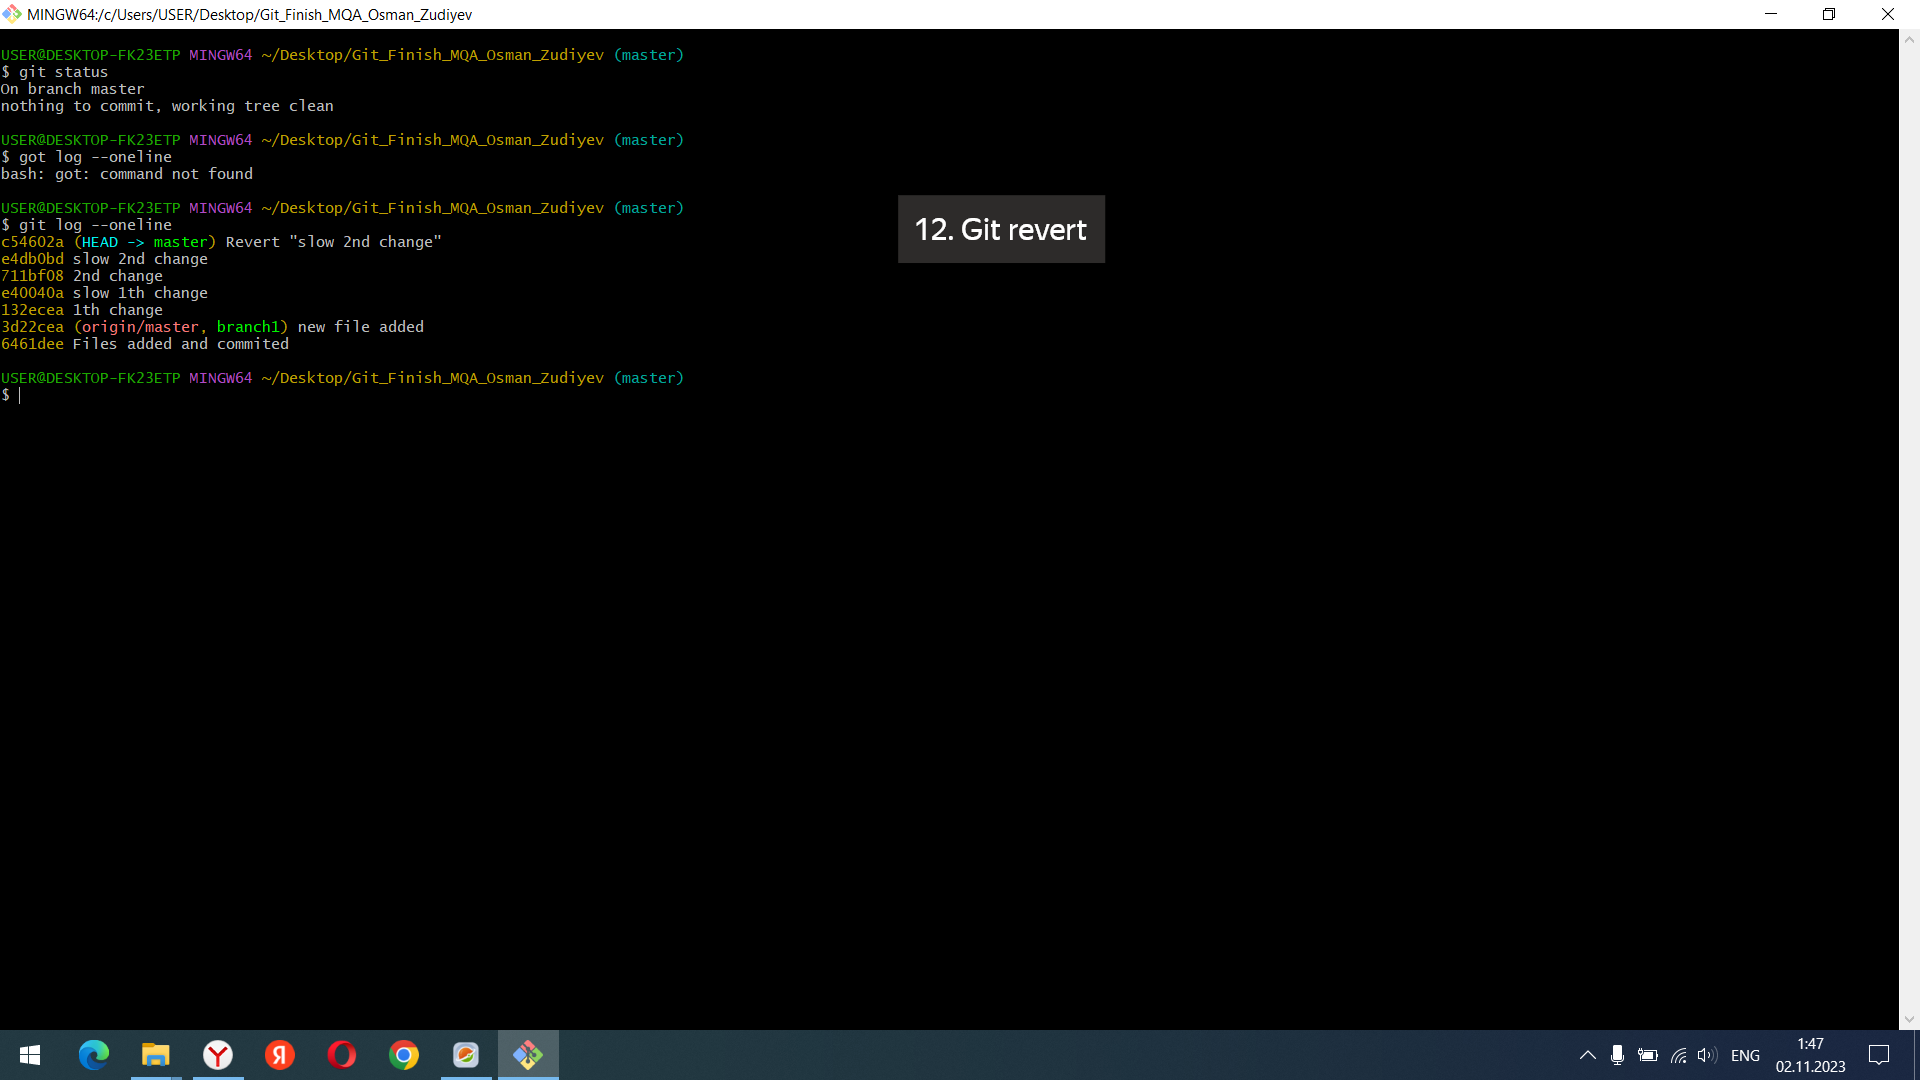 MINGW64:/c/Users/USER/Desktop/Git_Finish_MQA_Osman_Zudiyev
USER@DESKTOP-FK23ETP MINGW64 ~/Desktop/Git_Finish_MQA_Osman_Zudiyev (master)
$ git status
On branch master
nothing to commit, working tree clean
USER@DESKTOP-FK23ETP MINGW64 ~/Desktop/Git_Finish_MQA_Osman_Zudiyev (master)
$ got log --oneline
bash: got: command not found
USER@DESKTOP-FK23ETP MINGW64 ~/Desktop/Git_Finish_MQA_Osman_Zudiyev (master)
$ git log --oneline
c54602a (HEAD -> master) Revert "slow 2nd change"
e4db0bd slow 2nd change
711bf08 2nd change
e40040a slow 1th change
132ecea 1th change
3d22cea (origin/master, branch1) new file added
6461dee Files added and commited
USER@DESKTOP-FK23ETP MINGW64 ~/Desktop/Git_Finish_MQA_Osman_Zudiyev (master)
$
12. Git revert
Я
ENG
1:47
02.11.2023